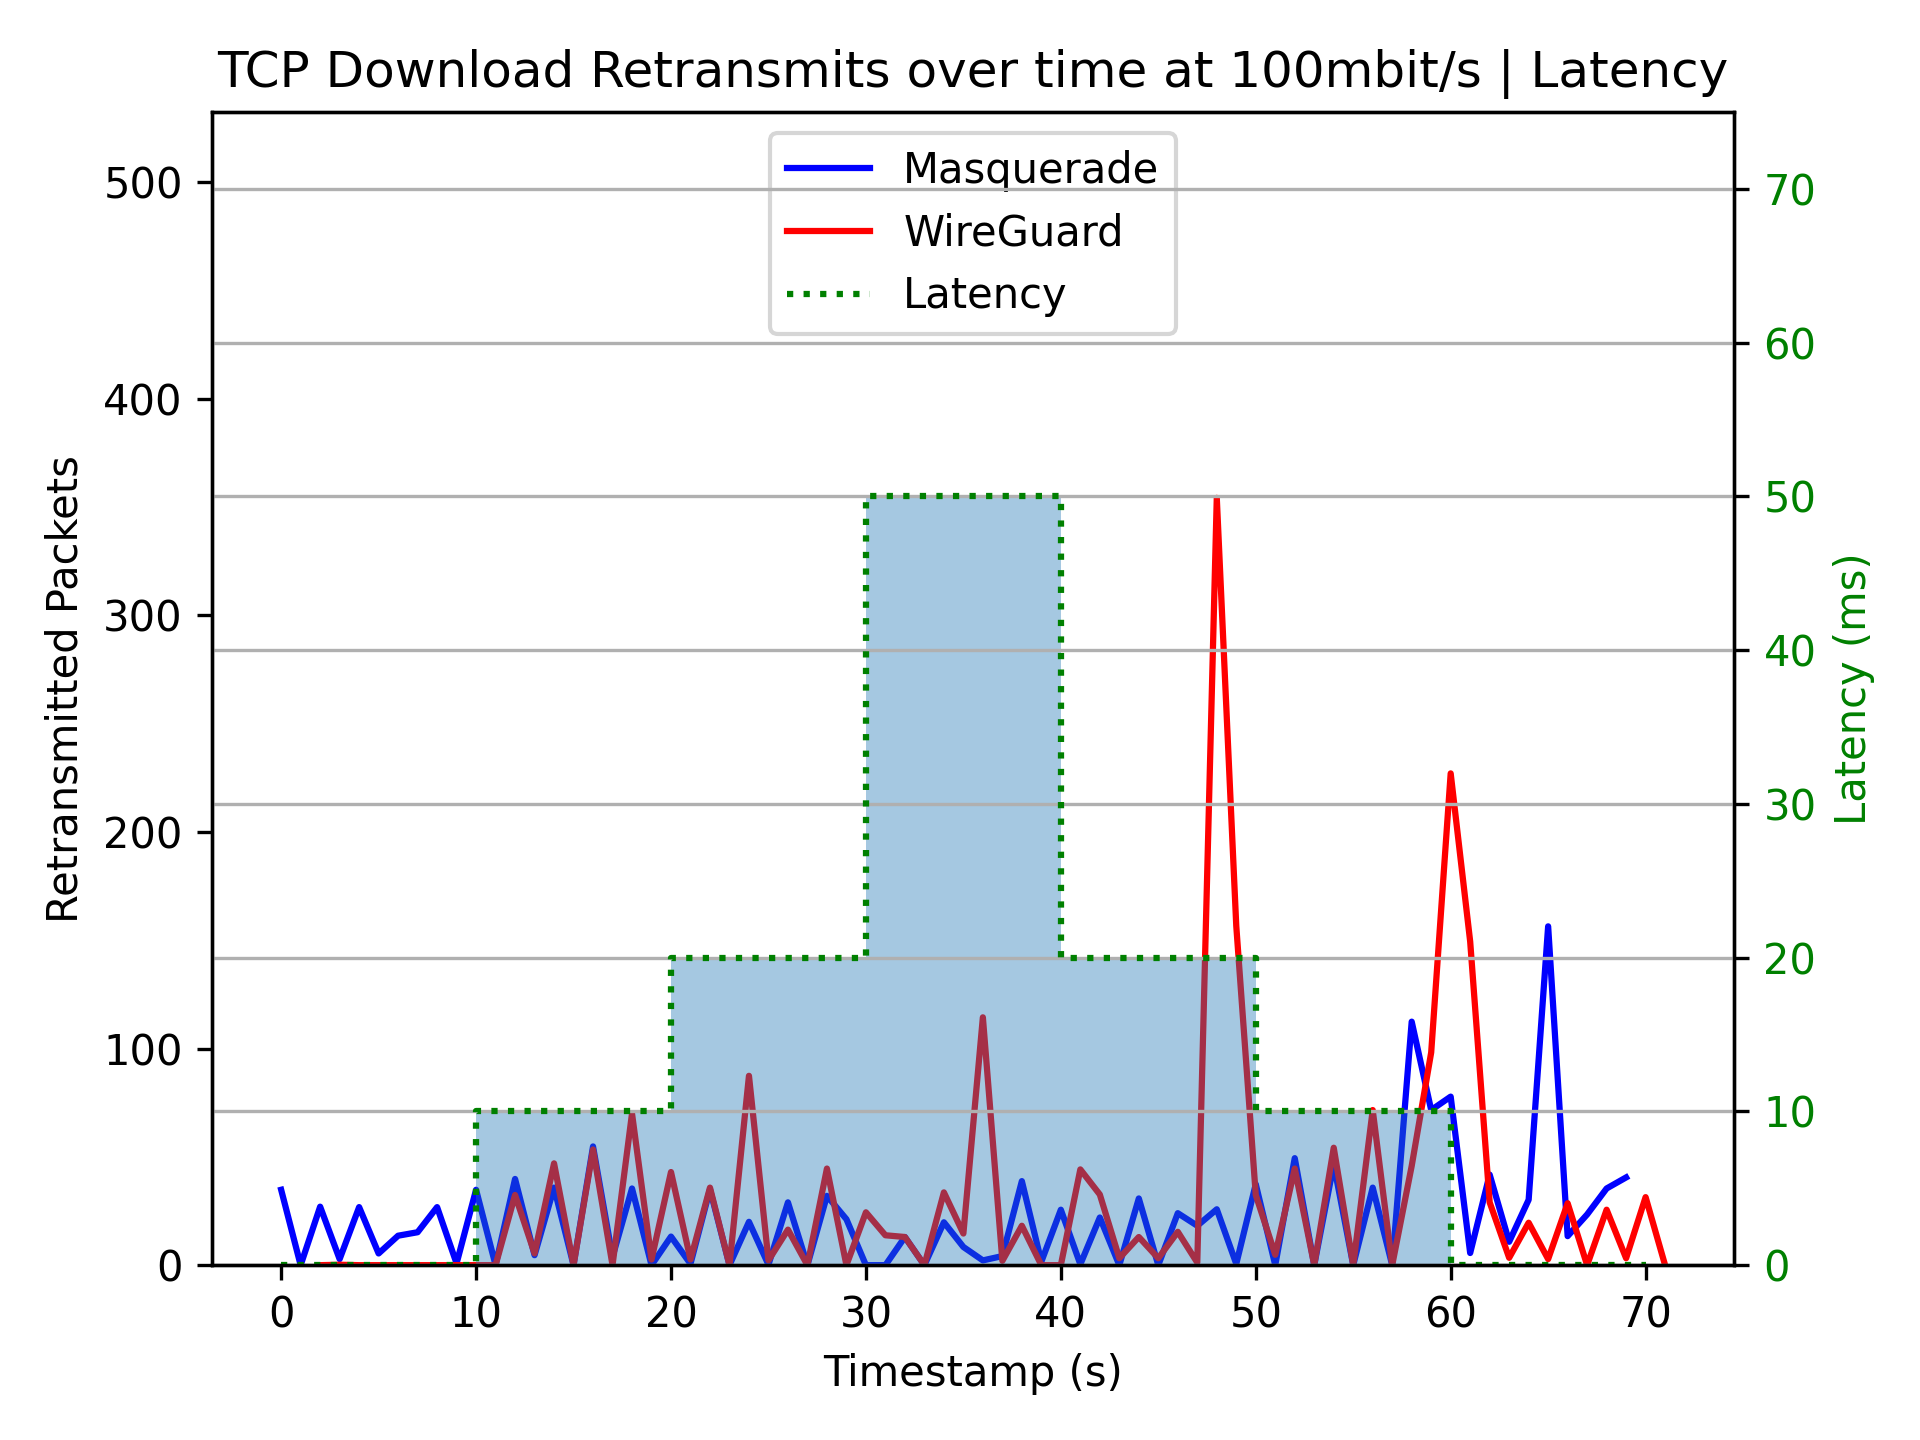 TCP Download Retransmits over time at 100mbit/s | Latency
Masquerade
WireGuard
Latency
Retransmitted Packets
500
400
300
200
100
0
70
60
50
40
30
20
10
0
Latency (ms)
0 10 20 30 40 50 60 70
Timestamp (s)